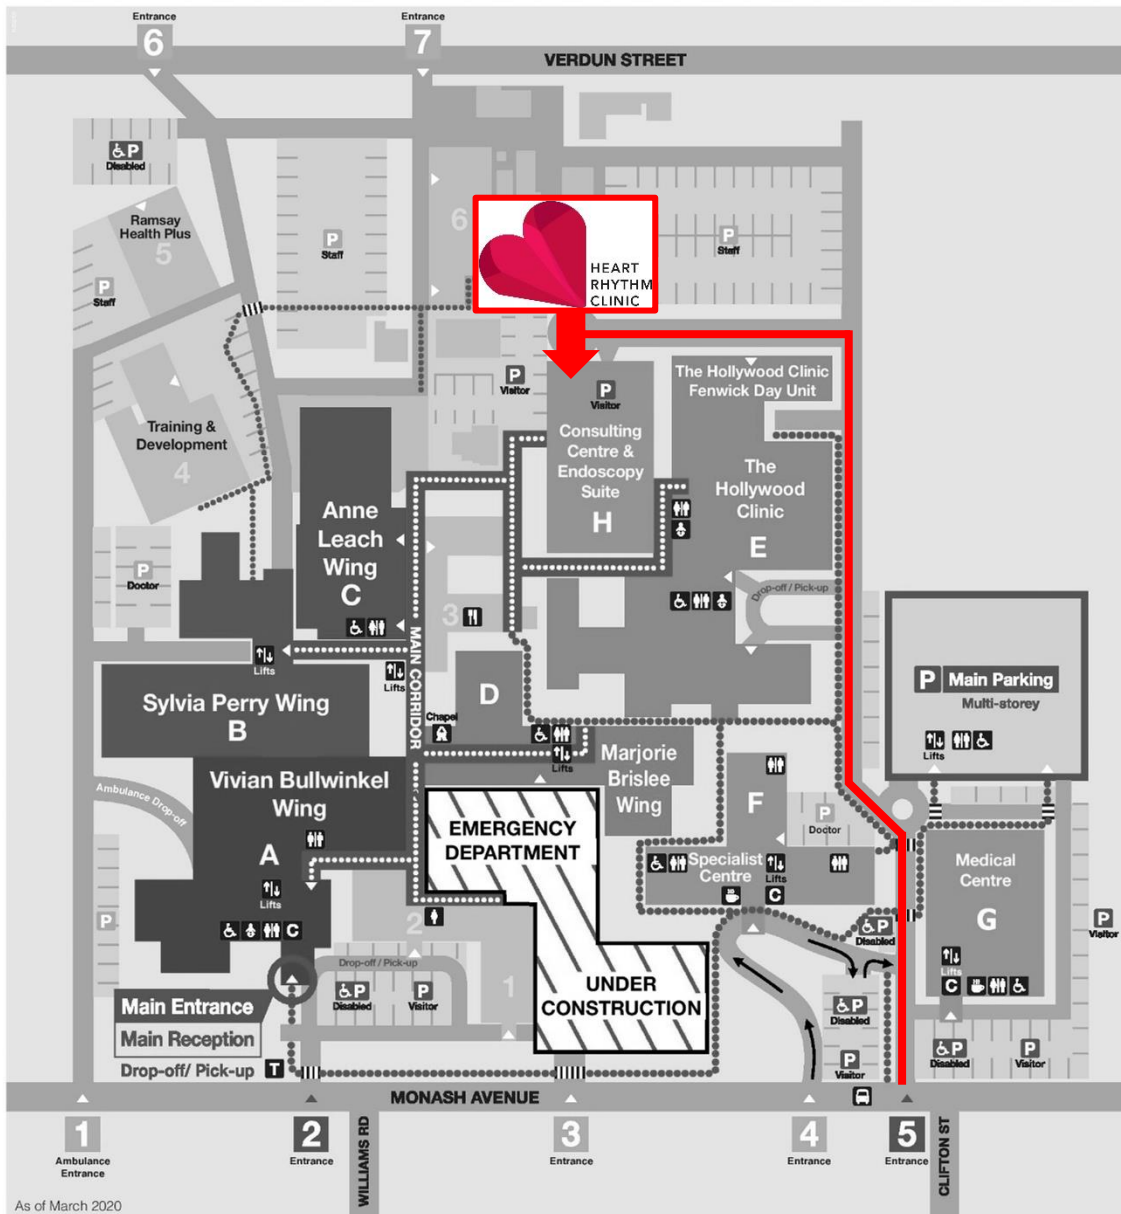 Entrance
6
Entrance
7
VERDUN STREET
P
Disabled
Ramsay
Health Plus
5
P
Staff
P
Staff
6
HEART
RHYTHM
CLINIC
P
Staff
Training &
Development
4
P
Visitor
P
Visitor
Consulting
Centre &
Endoscopy
Suite
H
The Hollywood Clinic
Fenwick Day Unit
The
Hollywood
Clinic
E
Drop-off / Pick-up
Anne
Leach
Wing
C
3
P
Doctor
MAIN CORRIDOR
Lifts
Lifts
Sylvia Perry Wing
B
D
Chapel
Lifts
Marjorie
Brislee
Wing
P Main Parking
Multi-storey
Lifts
Ambulance Drop-off
Vivian Bullwinkel
Wing
A
Lifts
C
EMERGENCY
DEPARTMENT
UNDER
CONSTRUCTION
F
P
Doctor
Specialist
Centre
Lifts
C
Medical
Centre
G
Lifts
C
P
Visitor
P
2
Drop-off / Pick-up
P
Disabled
P
Visitor
1
P
Disabled
P
Disabled
P
Visitor
P
Disabled
P
Visitor
Main Entrance
Main Reception
Drop-off/ Pick-up
T
MONASH AVENUE
1
Ambulance
Entrance
2
Entrance
WILLIAMS RD
3
Entrance
4
Entrance
5
Entrance
CLIFTON ST
As of March 2020